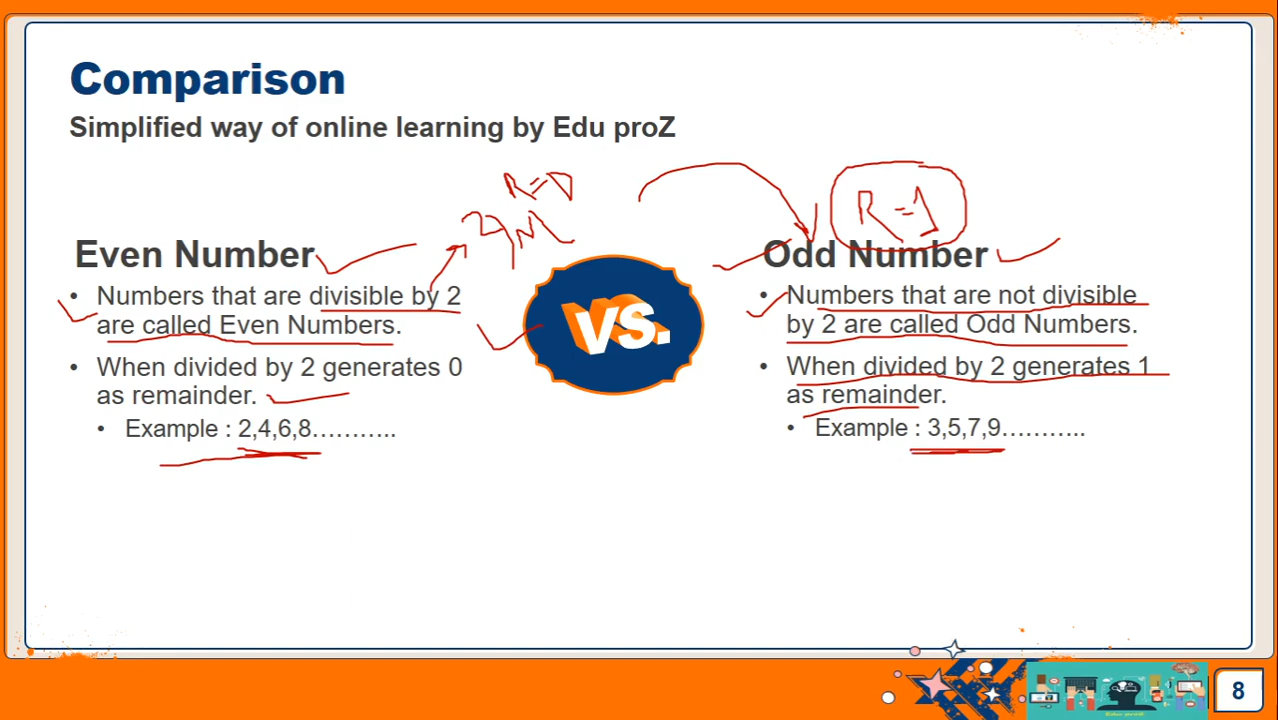 Comparison
Simplified way of online learning by Edu proZ
R=0
R=1
Even Number
• Numbers that are divisible by 2
are called Even Numbers.
• When divided by 2 generates 0
as remainder.
• Example : 2,4,6,8………..
VS.
Odd Number
• Numbers that are not divisible
by 2 are called Odd Numbers.
• When divided by 2 generates 1
as remainder.
• Example : 3,5,7,9………..
8